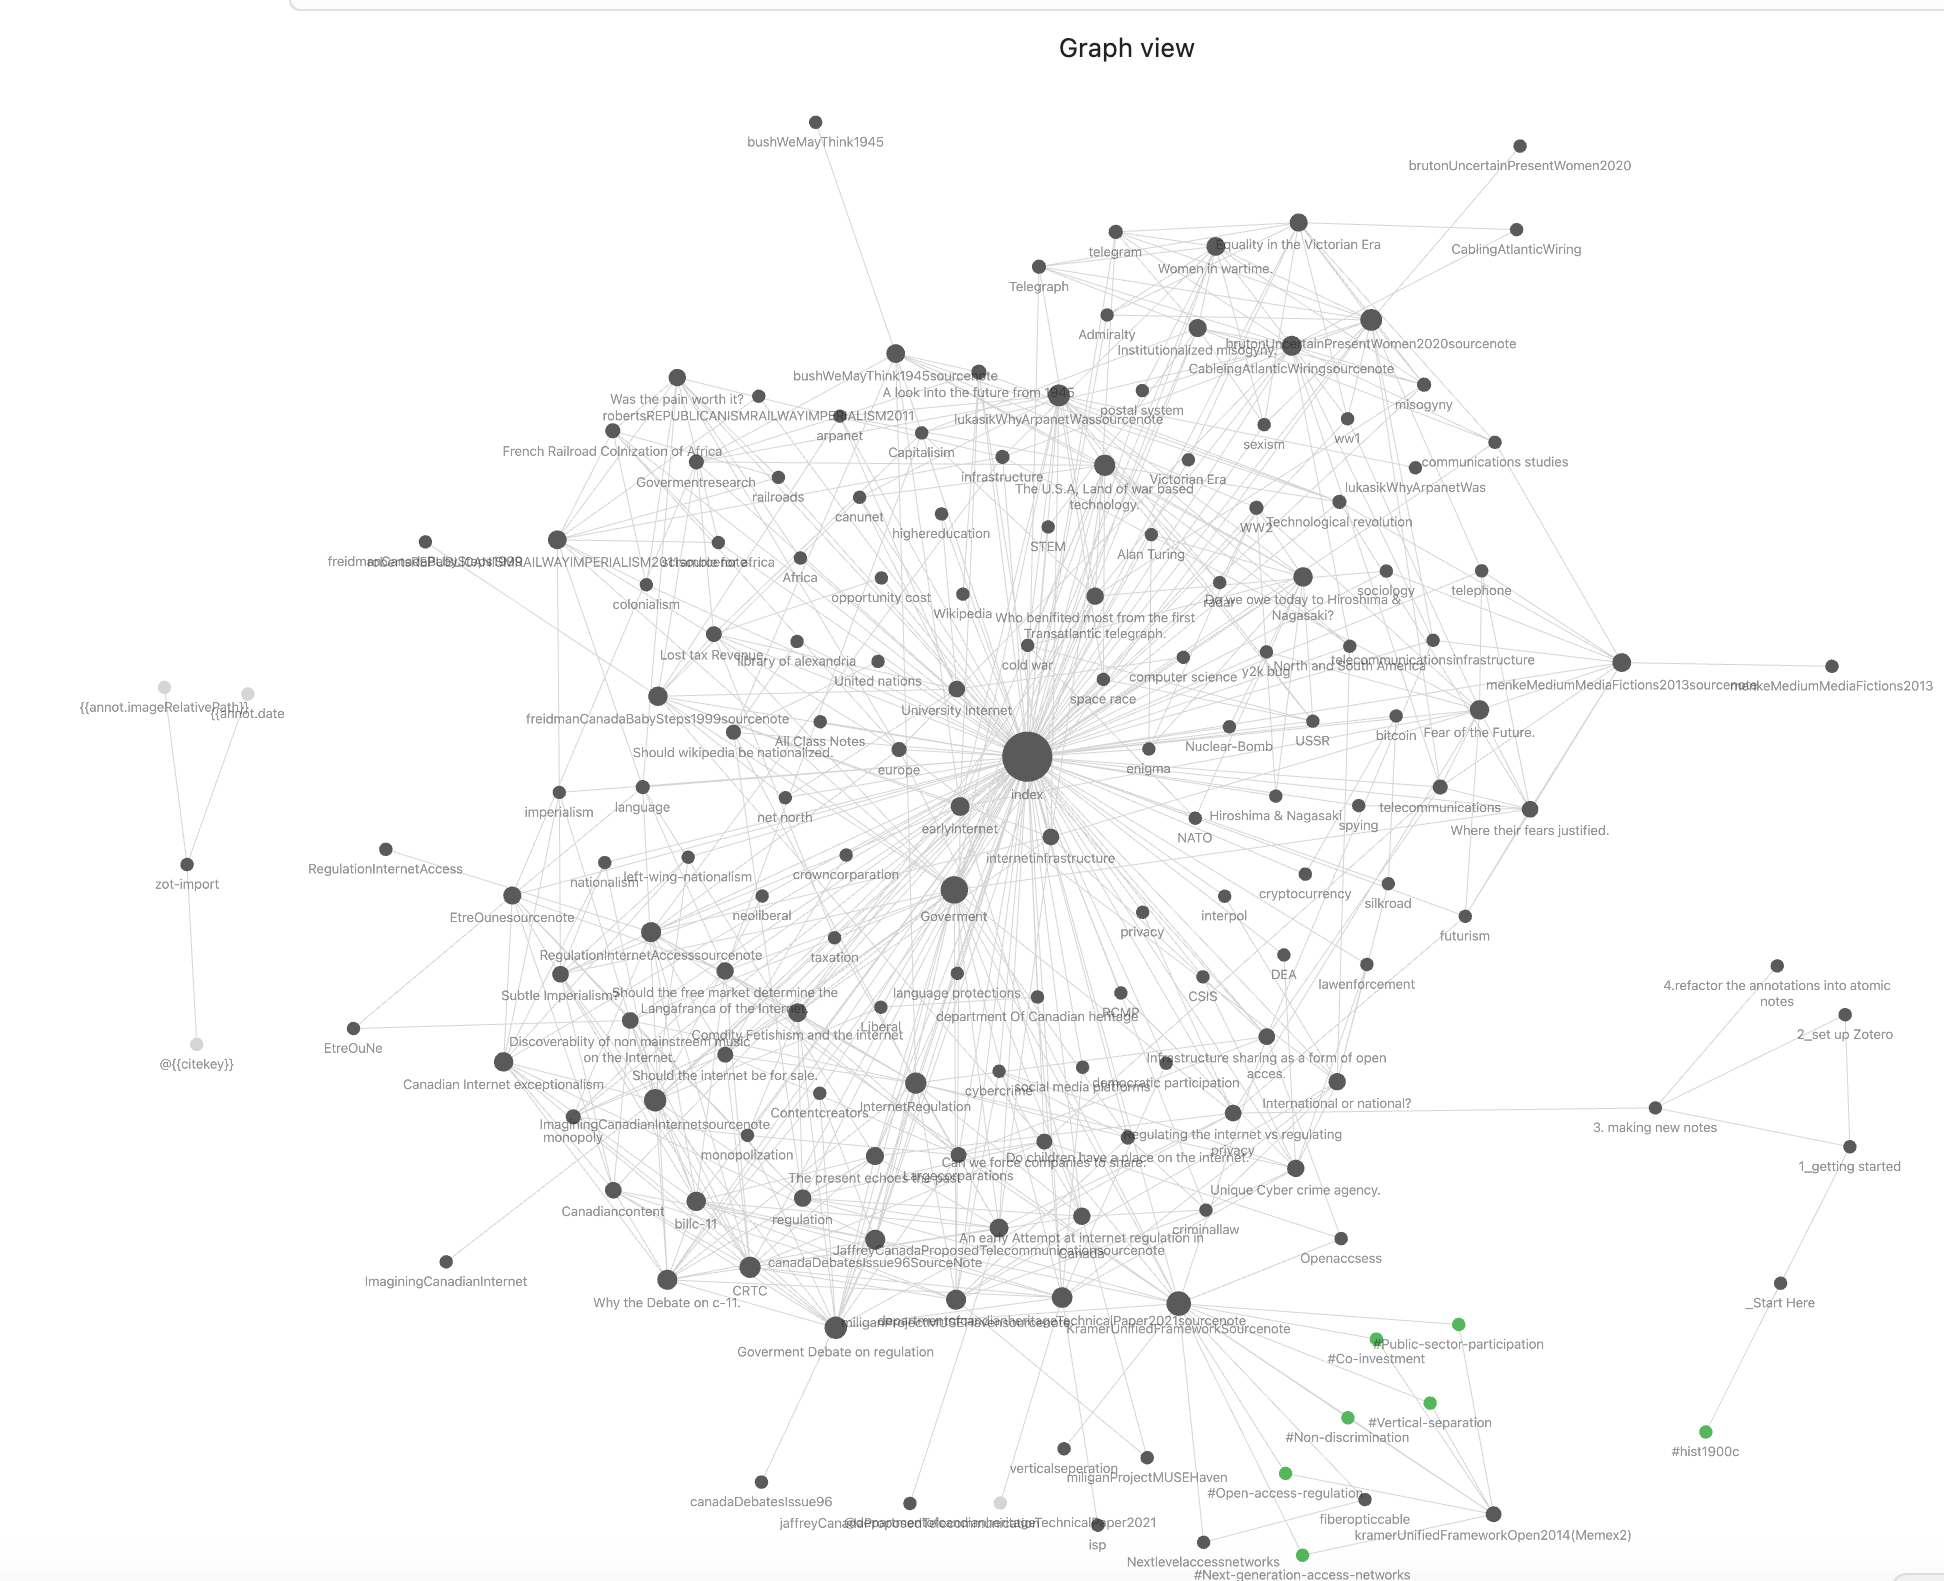 Graph view
bushWeMayThink1945
brutonUncertainPresentWomen2020
telegram
Equality in the Victorian Era
CablingAtlanticWiring
Women in wartime.
Telegraph
Admiralty
Institutionalized misogyny.
brutonUncertainPresentWomen2020sourcenote
CableingAtlanticWiringsourcenote
bushWeMayThink1945sourcenote
A look into the future from 1945
Was the pain worth it?
robertsREPUBLICANISMRAILWAYIMPERIALISM2011
arpanet
lukasikWhyArpanetWassourcenote
postal system
misogyny
French Railroad Colnization of Africa
Capitalisim
sexism
ww1
communications studies
Govermentresearch
railroads
infrastructure
The U.S.A, Land of war based
technology.
Victorian Era
lukasikWhyArpanetWas
canunet
highereducation
STEM
WW2
Technological revolution
Alan Turing
freidmanCanadaBabySteps1999
robertsREPUBLICANISMRAILWAYIMPERIALISM2011sourcenote
scramble for africa
Africa
colonialism
opportunity cost
Wikipedia
Who benifited most from the first
Transatlantic telegraph.
radar
Do we owe today to Hiroshima &
Nagasaki?
sociology
telephone
Lost tax Revenue.
library of alexandria
United nations
cold war
computer science
y2k bug
North and South America
telecommunicationsinfrastructure
menkeMediumMediaFictions2013sourcenote
menkeMediumMediaFictions2013
{{annot.imageRelativePath}}
{{annot.date
University Internet
space race
freidmanCanadaBabySteps1999sourcenote
Should wikipedia be nationalized.
All Class Notes
europe
Nuclear-Bomb
USSR
bitcoin
Fear of the Future.
enigma
index
imperialism
language
net north
earlyinternet
NATO
Hiroshima & Nagasaki
spying
telecommunications
Where their fears justified.
internetinfrastructure
RegulationInternetAccess
zot-import
nationalism
left-wing-nationalism
crowncorparation
cryptocurrency
silkroad
EtreOunesourcenote
neoliberal
Goverment
interpol
privacy
futurism
RegulationInternetAccesssourcenote
taxation
DEA
lawenforcement
Subtle Imperialism?
Should the free market determine the
Langafranca of the Internet.
language protections
CSIS
4.refactor the annotations into atomic
notes
department Of Canadian heritage
RCMP
Liberal
2_set up Zotero
EtreOuNe
Discoverablity of non mainstreem music
on the Internet.
Comdity Fetishism and the internet
@{{citekey}}
Should the internet be for sale.
Infrastructure sharing as a form of open
acces.
Canadian Internet exceptionalism
cybercrime
social media platforms
democratic participation
International or national?
Contentcreators
InternetRegulation
ImaginingCanadianInternetsourcenote
monopoly
3. making new notes
monopolization
Regulating the internet vs regulating
privacy
Do children have a place on the internet.
Can we force companies to share.
1_getting started
The present echoes the past
Largecorparations
Unique Cyber crime agency.
Canadiancontent
billc-11
regulation
criminallaw
An early Attempt at internet regulation in
Canada
JaffreyCanadaProposedTelecommunicationsourcenote
canadaDebatesIssue96SourceNote
Openaccsess
ImaginingCanadianInternet
CRTC
Why the Debate on c-11.
_Start Here
miliganProjectMUSEHavensourcenote
departmentofcandianheritageTechnicalPaper2021sourcenote
KramerUnifiedFrameworkSourcenote
Goverment Debate on regulation
#Public-sector-participation
#Co-investment
#Vertical-separation
#Non-discrimination
#hist1900c
verticalseperation
miliganProjectMUSEHaven
#Open-access-regulation
canadaDebatesIssue96
fiberopticcable
jaffreyCanadaProposedTelecommunication
kramerUnifiedFrameworkOpen2014(Memex2)
isp
Nextlevelaccessnetworks
#Next-generation-access-networks